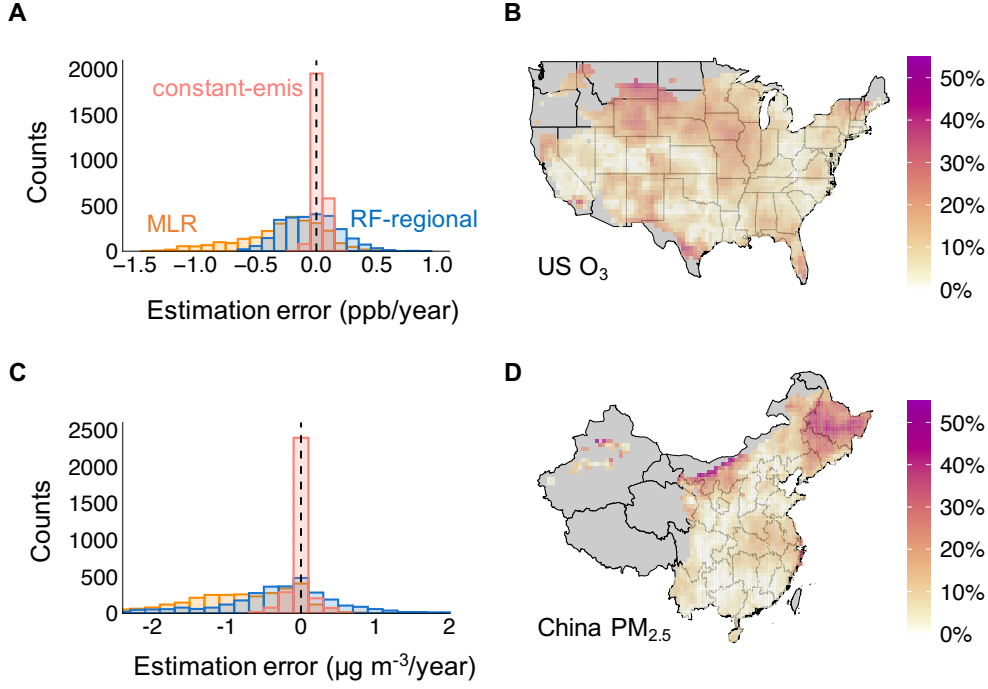 A
2000
1500
1000
500
0
Counts
constant-emis
MLR
RF-regional
−1.5
−1.0
−0.5
0.0
0.5
1.0
Estimation error (ppb/year)
B
US O₃
50%
40%
30%
20%
10%
0%
C
2500
2000
1500
1000
500
0
Counts
-2
-1
0
1
2
Estimation error (µg m⁻³/year)
D
China PM₂.₅
50%
40%
30%
20%
10%
0%